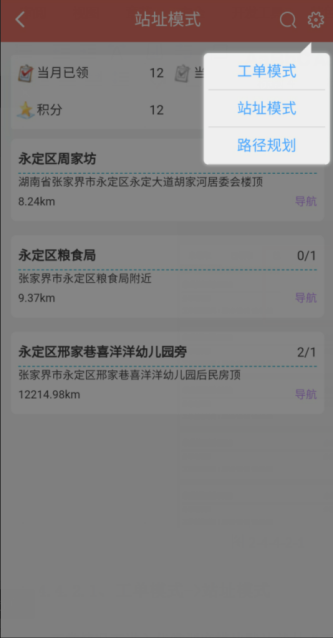 站址模式
当月已领 12 当
积分 12
工单模式
站址模式
路径规划
永定区周家坊
湖南省张家界市永定区永定大道胡家河居委会楼顶
8.24km 导航
永定区粮食局 0/1
张家界市永定区粮食局附近
9.37km 导航
永定区邢家巷喜洋洋幼儿园旁 2/1
张家界市永定区邢家巷喜洋洋幼儿园后民房顶
12214.98km 导航